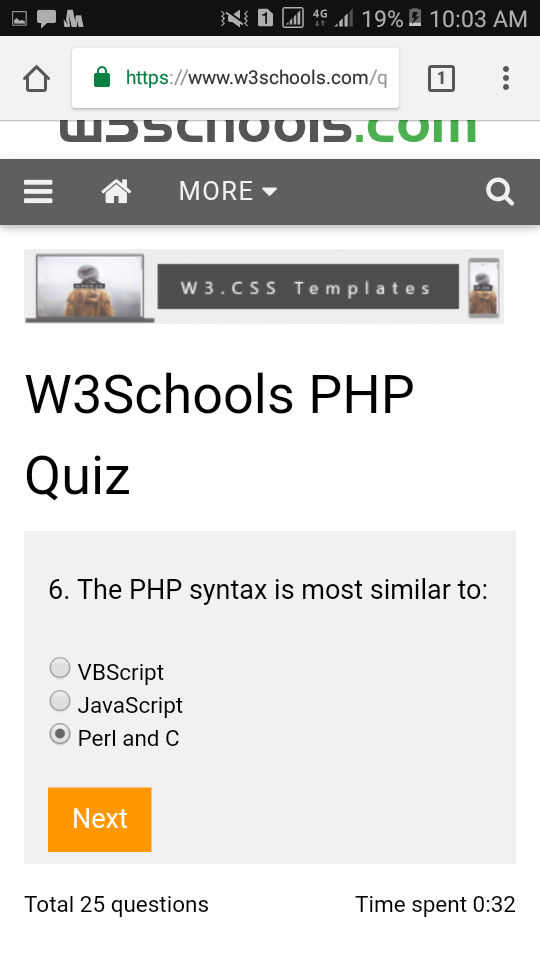 1 4G 19% 10:03 AM
https://www.w3schools.com/q 1
w3schools.com
MORE
W3.CSS Templates
W3Schools PHP
Quiz
6. The PHP syntax is most similar to:
VBScript
JavaScript
Perl and C
Next
Total 25 questions Time spent 0:32